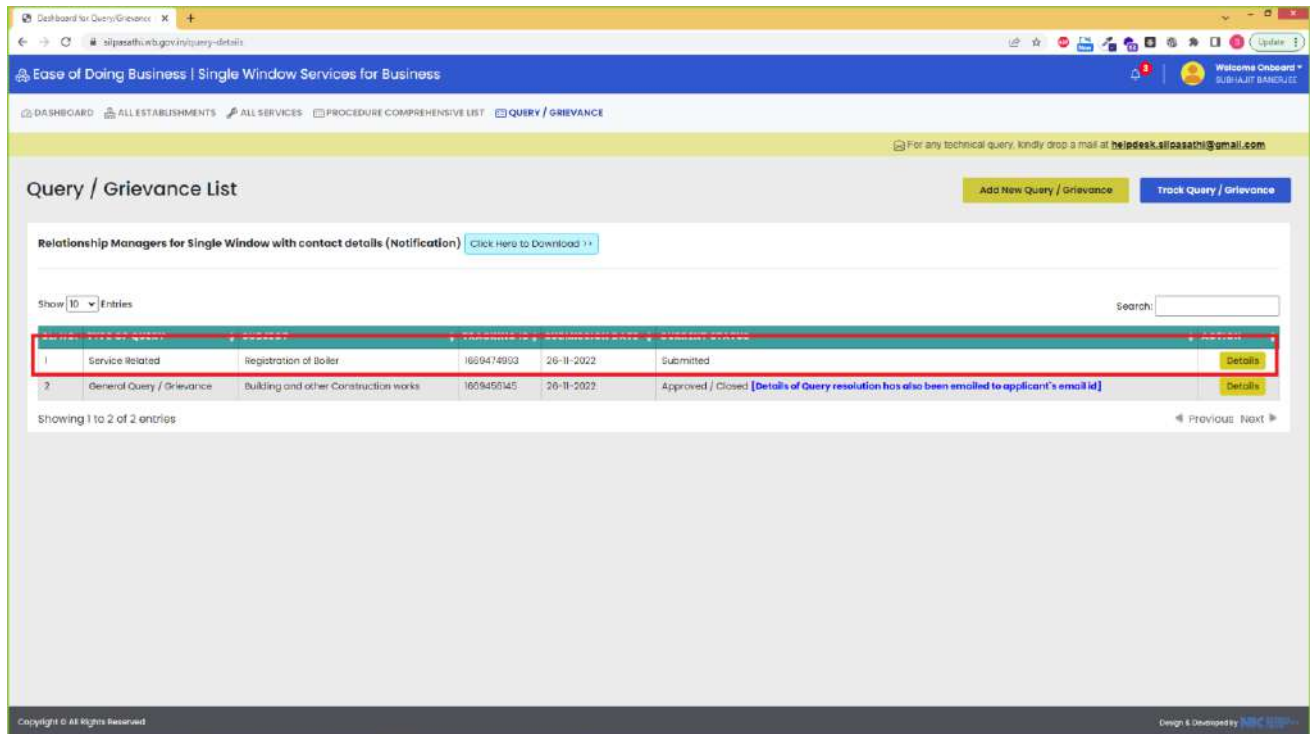 Dashboard for Query/Grievance
silpasathi.wb.gov.in/query-details
Update
Ease of Doing Business | Single Window Services for Business
3
Welcome Onboard
SUBHAJIT BANERJEE
DASHBOARD ALL ESTABLISHMENTS ALL SERVICES PROCEDURE COMPREHENSIVE LIST QUERY / GRIEVANCE
For any technical query, kindly drop a mail at helpdesk.silpasathi@gmail.com
Query / Grievance List
Add New Query / Grievance
Track Query / Grievance
Relationship Managers for Single Window with contact details (Notification) Click Here to Download >>
Show 10 Entries
Search:
1 Service Related Registration of Boiler 1669474993 26-11-2022 Submitted Details
2 General Query / Grievance Building and other Construction works 1669456145 26-11-2022 Approved / Closed [Details of Query resolution has also been emailed to applicant's email id] Details
Showing 1 to 2 of 2 entries
Previous Next
Copyright © All Rights Reserved
Design & Developed by NIC